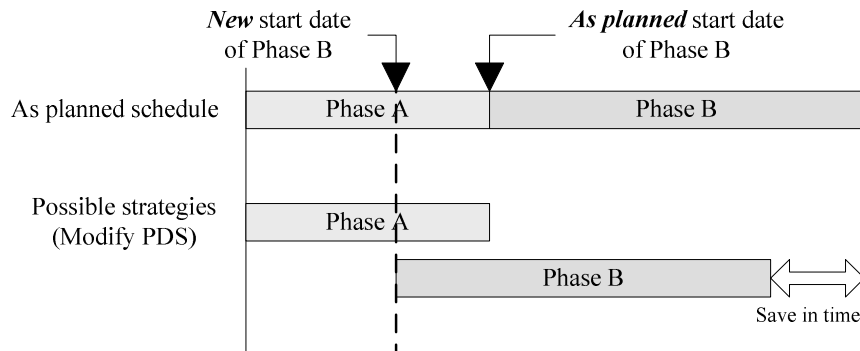 New start date
of Phase B
As planned start date
of Phase B
As planned schedule
Phase A
Phase B
Possible strategies
(Modify PDS)
Phase A
Phase B
Save in time